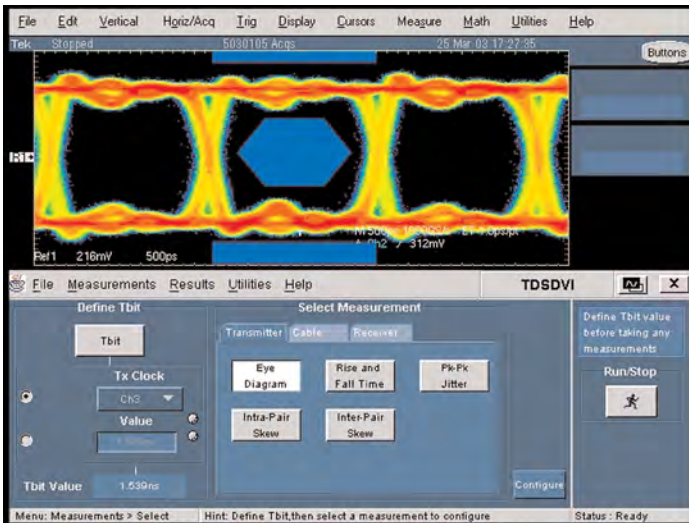 File Edit Vertical Horiz/Acq Trig Display Cursors Measure Math Utilities Help
Tek Stopped 5030105 Acqs 25 Mar 03 17:27:35
Buttons
Ch2 / 312mV
Ref1 216mV 500ps
File Measurements Results Utilities Help TDSDVI X
Define Tbit
Select Measurement
Define Tbit value
before taking any
measurements
Tbit
Transmitter Cable Receiver
Tx Clock
Eye
Diagram
Rise and
Fall Time
Pk-Pk
Jitter
Run/Stop
Ch3
Value
Intra-Pair
Skew
Inter-Pair
Skew
Tbit Value 1.539ns
Configure
Menu: Measurements > Select Hint: Define Tbit,then select a measurement to configure Status : Ready